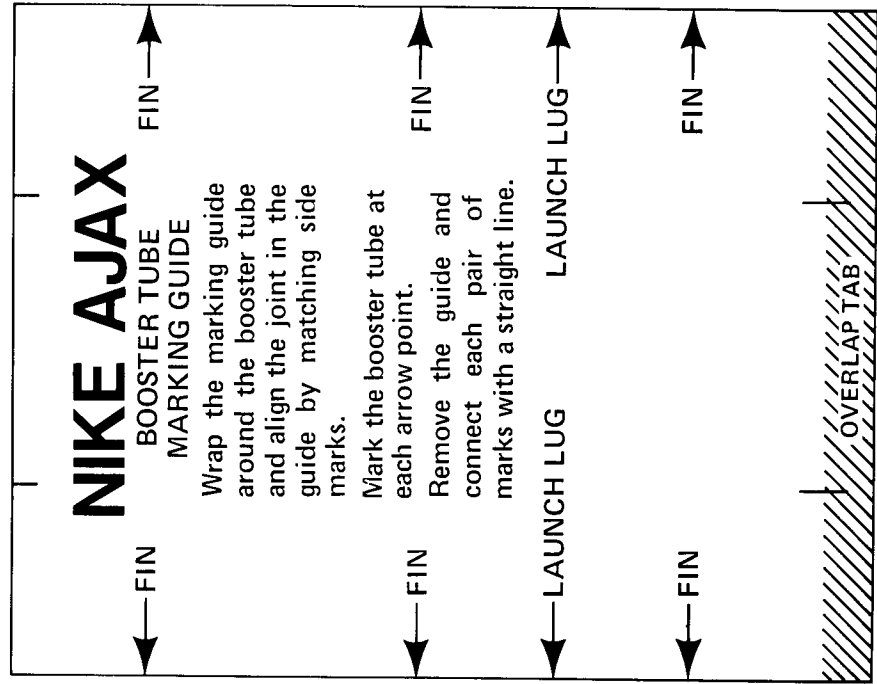 NIKE AJAX
BOOSTER TUBE
MARKING GUIDE
Wrap the marking guide
around the booster tube
and align the joint in the
guide by matching side
marks.
Mark the booster tube at
each arrow point.
Remove the guide and
connect each pair of
marks with a straight line.
FIN
FIN
FIN
FIN
LAUNCH LUG
LAUNCH LUG
FIN
FIN
OVERLAP TAB